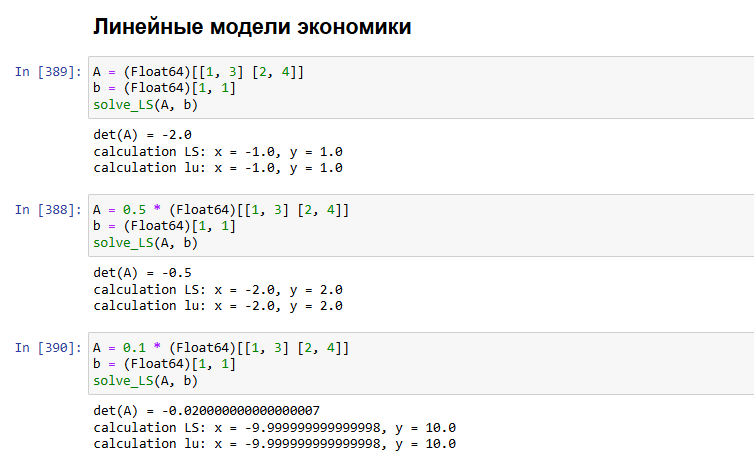 Линейные модели экономики
In [389]: A = (Float64)[[1, 3] [2, 4]]
b = (Float64)[1, 1]
solve_LS(A, b)
det(A) = -2.0
calculation LS: x = -1.0, y = 1.0
calculation lu: x = -1.0, y = 1.0
In [388]: A = 0.5 * (Float64)[[1, 3] [2, 4]]
b = (Float64)[1, 1]
solve_LS(A, b)
det(A) = -0.5
calculation LS: x = -2.0, y = 2.0
calculation lu: x = -2.0, y = 2.0
In [390]: A = 0.1 * (Float64)[[1, 3] [2, 4]]
b = (Float64)[1, 1]
solve_LS(A, b)
det(A) = -0.020000000000000007
calculation LS: x = -9.999999999999998, y = 10.0
calculation lu: x = -9.999999999999998, y = 10.0